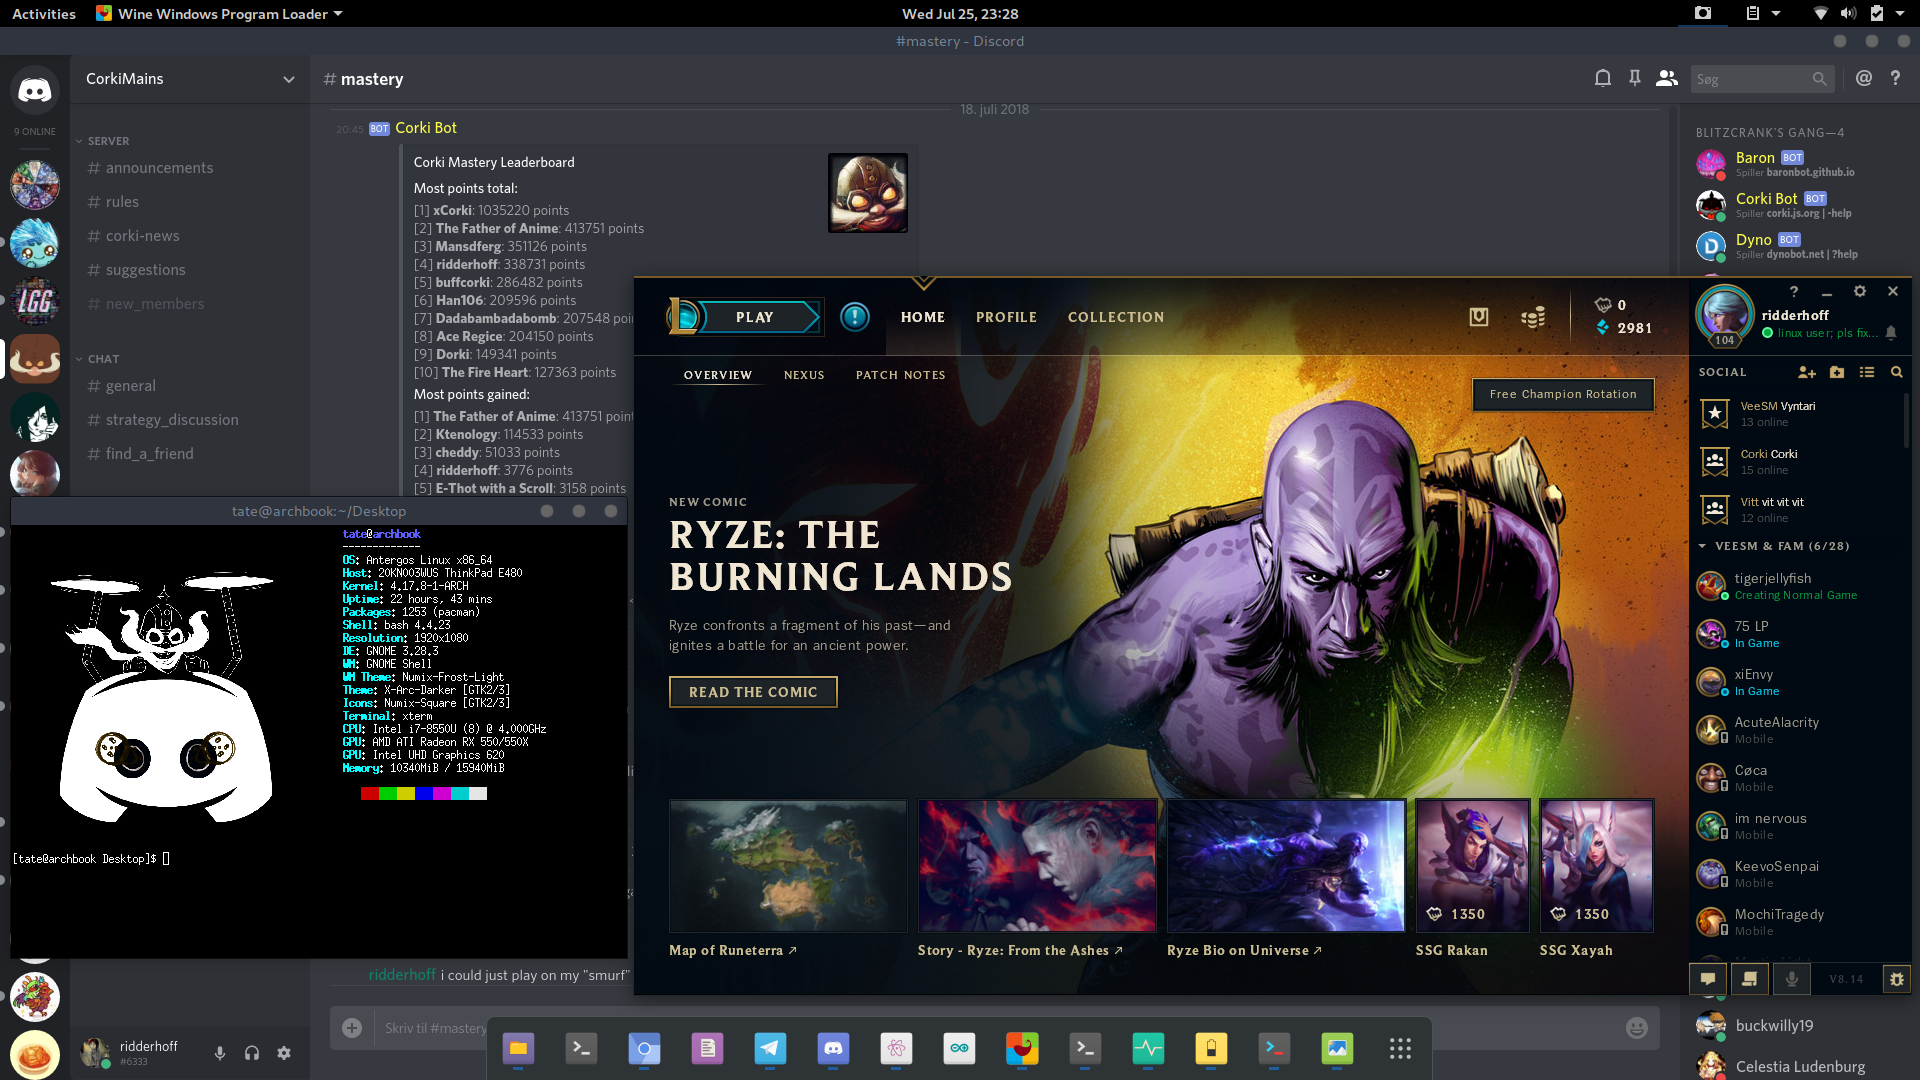 Activities
Wine Windows Program Loader
Wed Jul 25, 23:28
#mastery - Discord
CorkiMains
# mastery
Søg
@
?
9 ONLINE
SERVER
# announcements
# rules
# corki-news
# suggestions
# new_members
CHAT
# general
# strategy_discussion
# find_a_friend
LGG
18. juli 2018
20:45 BOT Corki Bot
Corki Mastery Leaderboard
Most points total:
[1] xCorki: 1035220 points
[2] The Father of Anime: 413751 points
[3] Mansdferg: 351126 points
[4] ridderhoff: 338731 points
[5] buffcorki: 286482 points
[6] Han106: 209596 points
[7] Dadabambadabomb: 207548 poi
[8] Ace Regice: 204150 points
[9] Dorki: 149341 points
[10] The Fire Heart: 127363 points
Most points gained:
[1] The Father of Anime: 413751 point
[2] Ktenology: 114533 points
[3] cheddy: 51033 points
[4] ridderhoff: 3776 points
[5] E-Thot with a Scroll: 3158 points
BLITZCRANK'S GANG—4
Baron BOT
Spiller baronbot.github.io
Corki Bot BOT
Spiller corki.js.org | -help
Dyno BOT
Spiller dynobot.net | ?help
tate@archbook:~/Desktop
tate@archbook
-------------
OS: Antergos Linux x86_64
Host: 20KN003WUS ThinkPad E480
Kernel: 4.17.8-1-ARCH
Uptime: 22 hours, 43 mins
Packages: 1253 (pacman)
Shell: bash 4.4.23
Resolution: 1920x1080
DE: GNOME 3.28.3
WM: GNOME Shell
WM Theme: Numix-Frost-Light
Theme: X-Arc-Darker [GTK2/3]
Icons: Numix-Square [GTK2/3]
Terminal: xterm
CPU: Intel i7-8550U (8) @ 4.000GHz
GPU: AMD ATI Radeon RX 550/550X
GPU: Intel UHD Graphics 620
Memory: 10340MiB / 15940MiB
[tate@archbook Desktop]$
PLAY
HOME
PROFILE
COLLECTION
0
2981
OVERVIEW
NEXUS
PATCH NOTES
Free Champion Rotation
NEW COMIC
RYZE: THE
BURNING LANDS
Ryze confronts a fragment of his past—and
ignites a battle for an ancient power.
READ THE COMIC
1350
1350
Map of Runeterra ↗
Story - Ryze: From the Ashes ↗
Ryze Bio on Universe ↗
SSG Rakan
SSG Xayah
?
ridderhoff
linux user; pls fix...
104
SOCIAL
VeeSM Vyntari
13 online
Corki Corki
15 online
Vitt vit vit vit
12 online
VEESM & FAM (6/28)
tigerjellyfish
Creating Normal Game
75 LP
In Game
xiEnvy
In Game
AcuteAlacrity
Mobile
Cøca
Mobile
im nervous
Mobile
KeevoSenpai
Mobile
MochiTragedy
Mobile
V8.14
ridderhoff i could just play on my "smurf"
Skriv til #mastery
ridderhoff
#6333
buckwilly19
Celestia Ludenburg